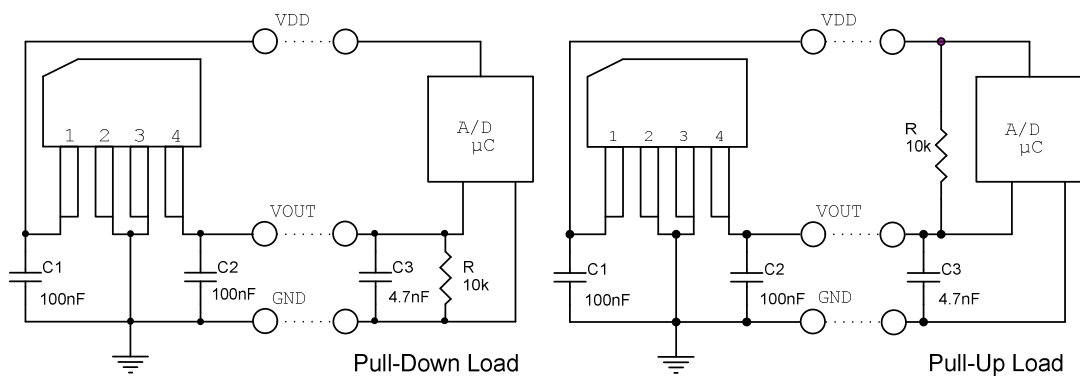 VDD
1 2 3 4
A/D
µC
VOUT
C1
100nF
C2
100nF
C3
4.7nF
R
10k
GND
Pull-Down Load
VDD
1 2 3 4
R
10k
A/D
µC
VOUT
C1
100nF
C2
100nF
C3
4.7nF
GND
Pull-Up Load